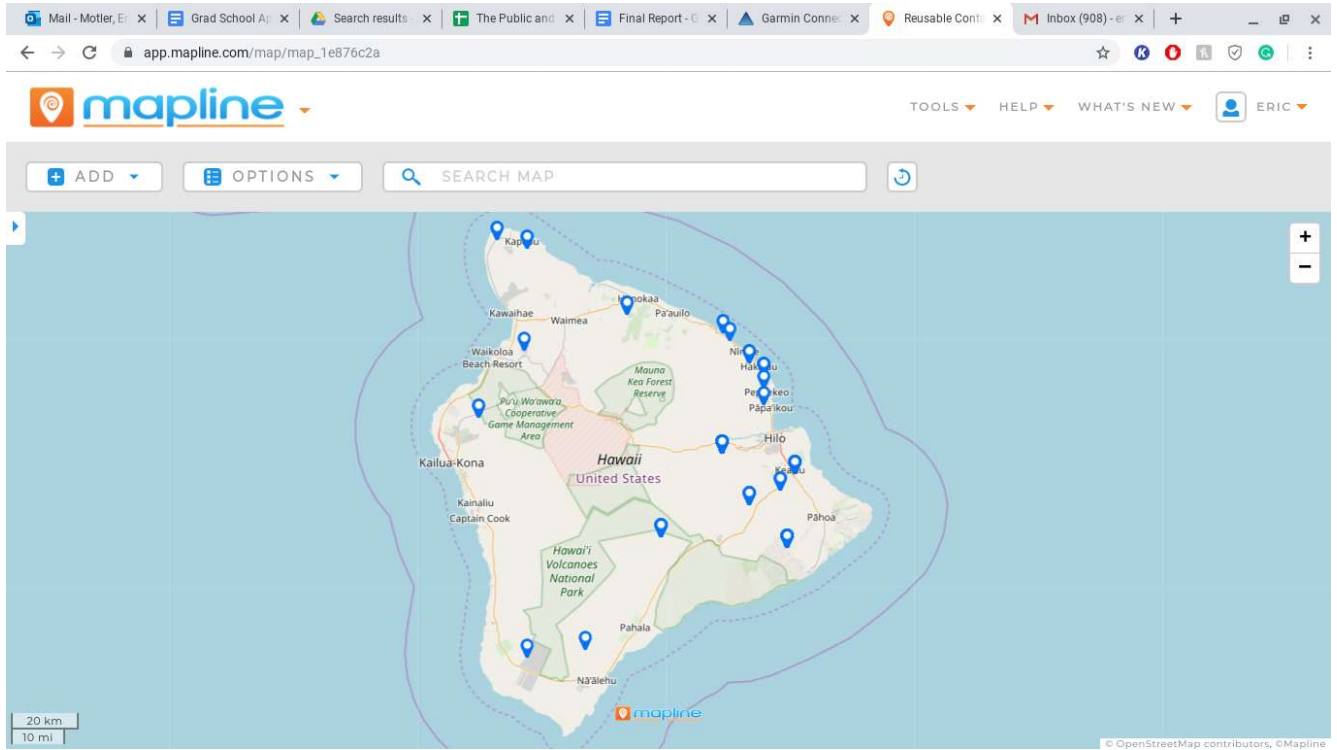 Mail - Motler, Er
Grad School Ap
Search results -
The Public and
Final Report - G
Garmin Connec
Reusable Conta
Inbox (908) - er
app.mapline.com/map/map_1e876c2a
mapline
TOOLS
HELP
WHAT'S NEW
ERIC
ADD
OPTIONS
SEARCH MAP
+
−
Kawaihae
Waimea
Pa'auilo
Waikoloa
Beach Resort
Mauna
Kea Forest
Reserve
Pu'u Wa'awa'a
Cooperative
Game Management
Area
Pāpa'ikou
Hilo
Kailua-Kona
Hawaii
United States
Kainaliu
Captain Cook
Pāhoa
Hawai'i
Volcanoes
National
Park
Pahala
Nā'ālehu
mapline
20 km
10 mi
© OpenStreetMap contributors, ©Mapline